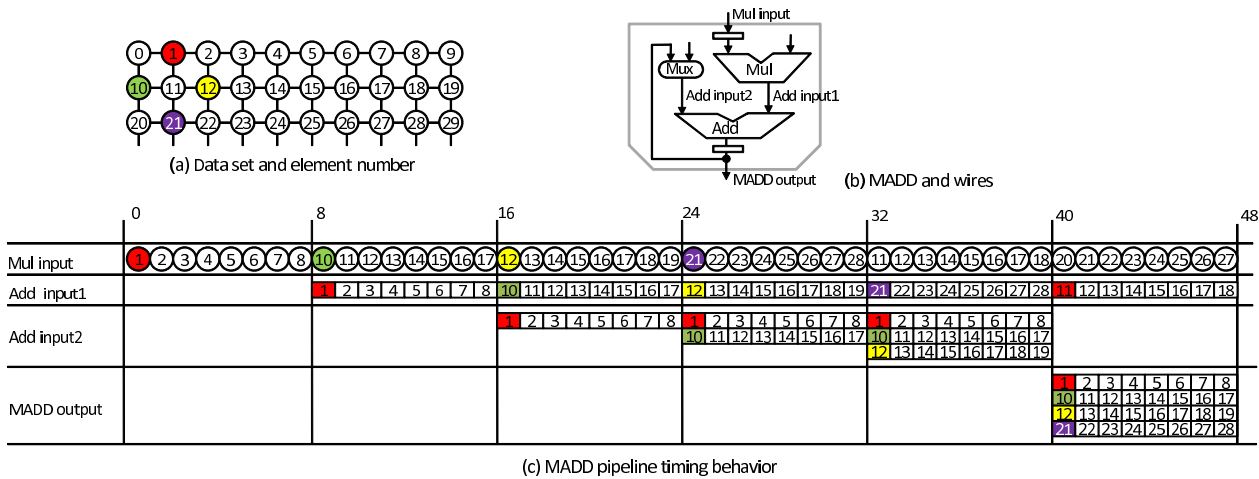 0 1 2 3 4 5 6 7 8 9
10 11 12 13 14 15 16 17 18 19
20 21 22 23 24 25 26 27 28 29
(a) Data set and element number
Mul input
Mux
Mul
Add input2
Add input1
Add
MADD output
(b) MADD and wires
0 8 16 24 32 40 48
Mul input 1 2 3 4 5 6 7 8 10 11 12 13 14 15 16 17 12 13 14 15 16 17 18 19 21 22 23 24 25 26 27 28 11 12 13 14 15 16 17 18 20 21 22 23 24 25 26 27
Add input1 1 2 3 4 5 6 7 8 10 11 12 13 14 15 16 17 12 13 14 15 16 17 28 19 21 22 23 24 25 26 27 28 11 12 13 14 15 16 17 18
Add input2
1 2 3 4 5 6 7 8 1 2 3 4 5 6 7 8 1 2 3 4 5 6 7 8
10 11 12 13 14 15 16 17 10 11 12 13 14 15 16 17
12 13 14 15 16 17 18 19
MADD output
1 2 3 4 5 6 7 8
10 11 12 13 14 15 16 17
12 13 14 15 16 17 18 19
21 22 23 24 25 26 27 28
(c) MADD pipeline timing behavior